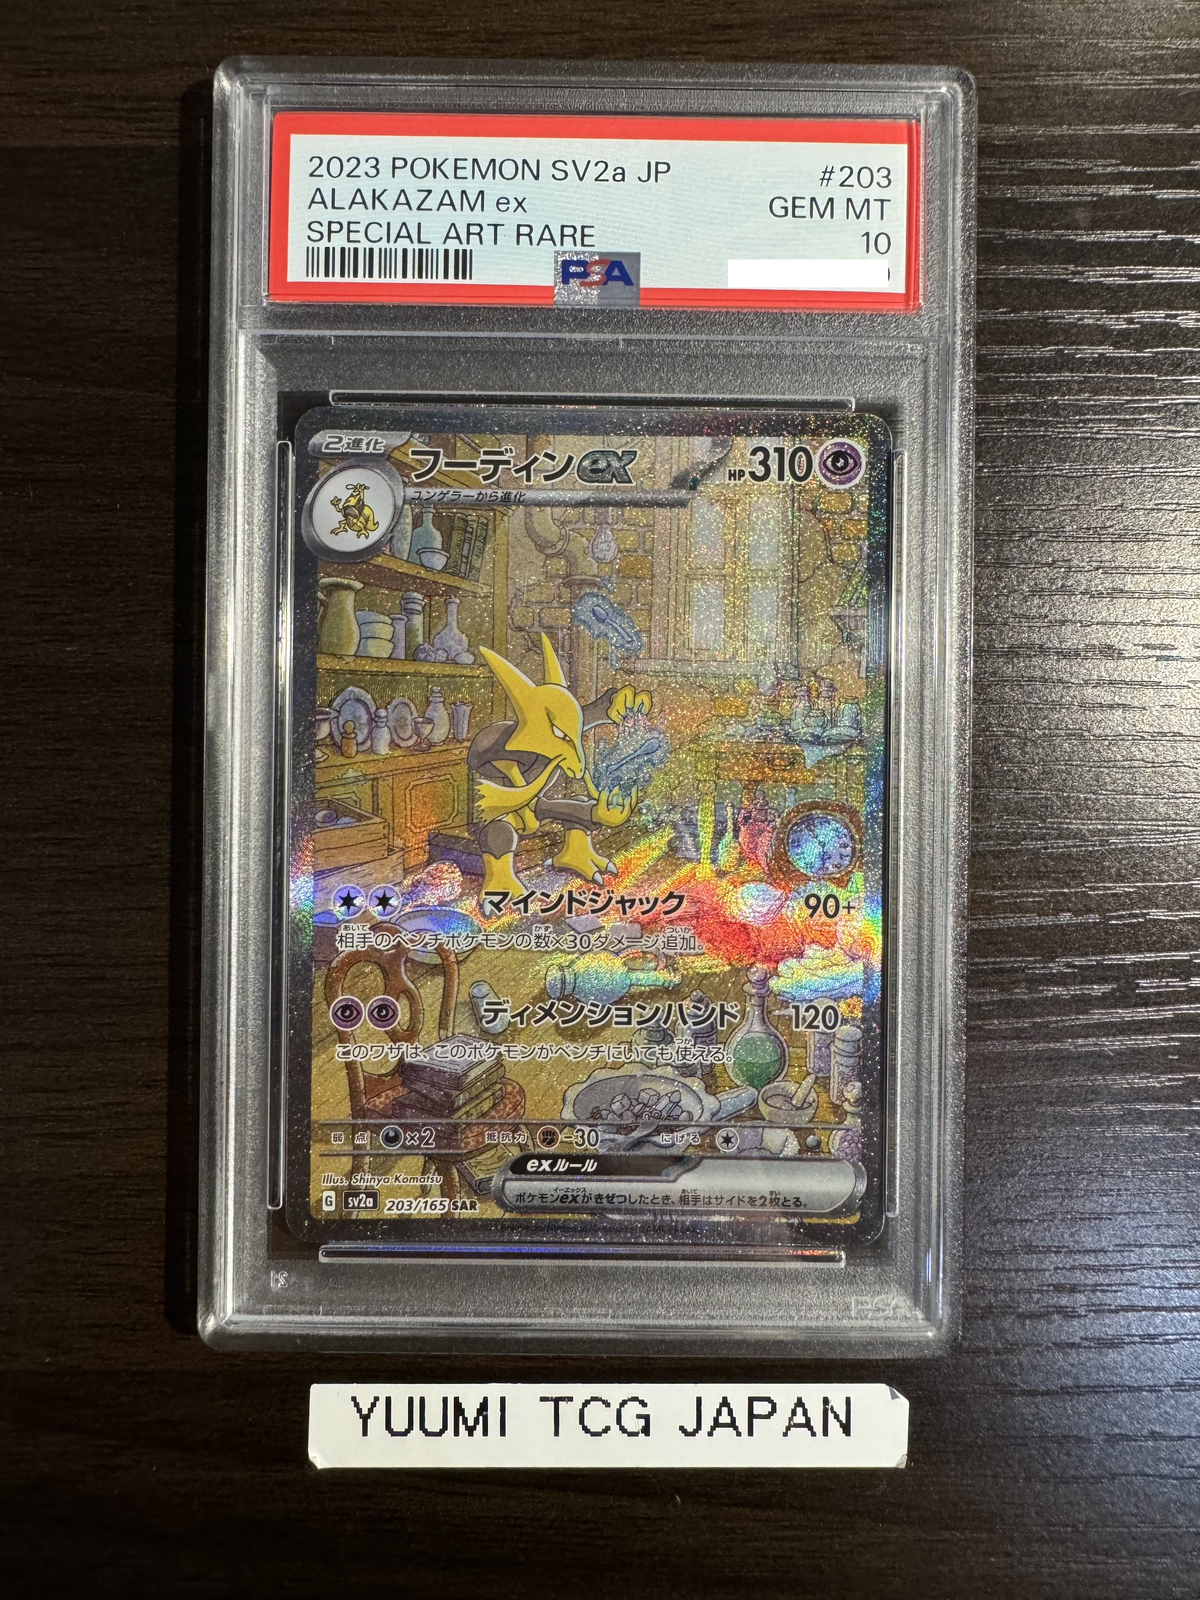 2023 POKEMON SV2a JP #203
ALAKAZAM ex GEM MT
SPECIAL ART RARE 10
PSA
2進化
フーディンex HP310
ユンゲラーから進化
マインドジャック 90+
相手のベンチポケモンの数×30ダメージ追加。
ディメンションハンド 120
このワザは、このポケモンがベンチにいても使える。
弱点 ×2 抵抗力 -30 にげる
exルール
ポケモンexがきぜつしたとき、相手はサイドを2枚とる。
Illus. Shinya Komatsu
G sv2a 203/165 SAR
PSA
YUUMI TCG JAPAN